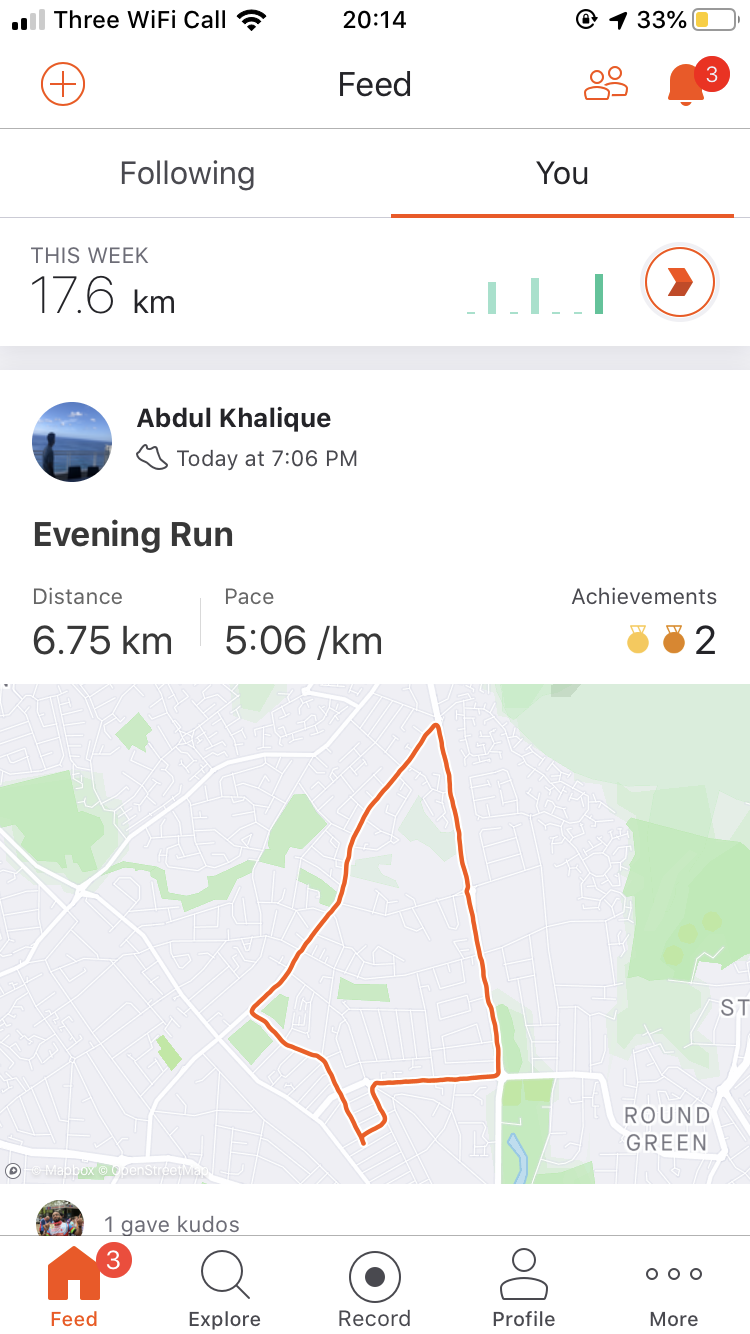 Three WiFi Call 20:14 33%
Feed 3
Following You
THIS WEEK
17.6 km
Abdul Khalique
Today at 7:06 PM
Evening Run
Distance Pace Achievements
6.75 km 5:06 /km 2
ST
ROUND
GREEN
© Mapbox © OpenStreetMap
1 gave kudos
3
Feed Explore Record Profile More